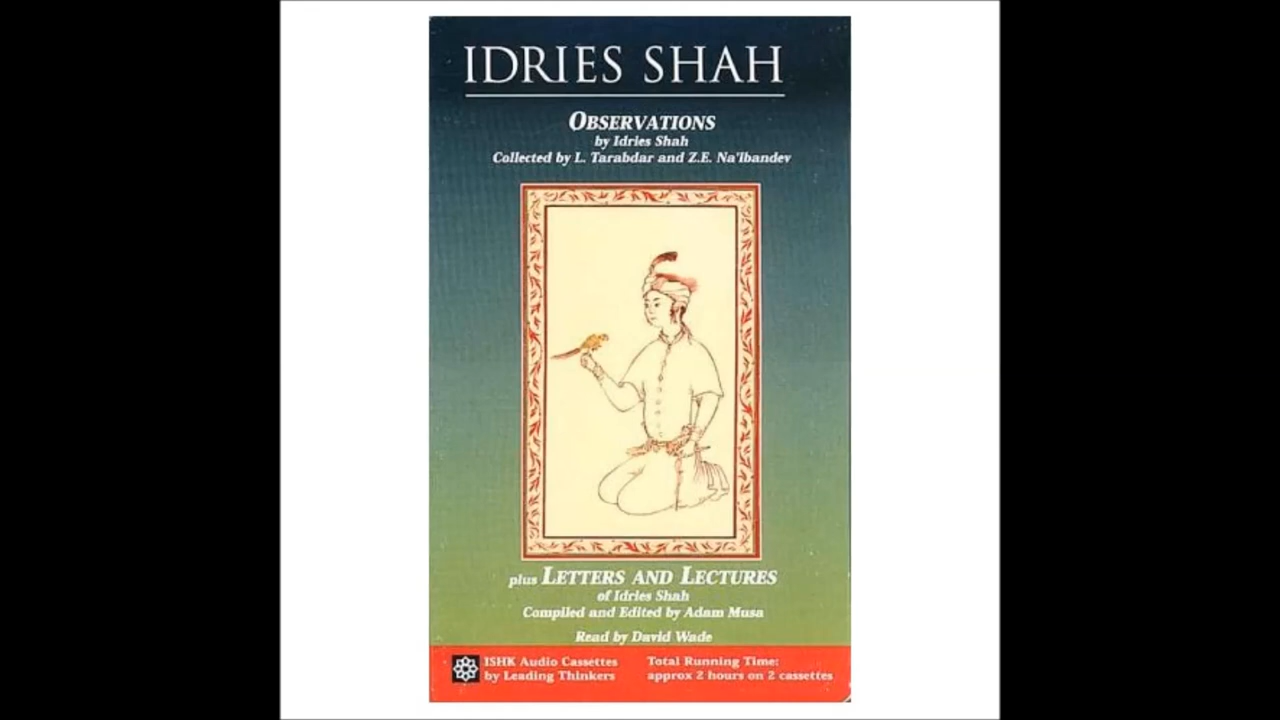 IDRIES SHAH
OBSERVATIONS
by Idries Shah
Collected by L. Tarabdar and Z.E. Na'lbandev
plus LETTERS AND LECTURES
of Idries Shah
Compiled and Edited by Adam Musa
Read by David Wade
ISHK Audio Cassettes
by Leading Thinkers
Total Running Time:
approx 2 hours on 2 cassettes